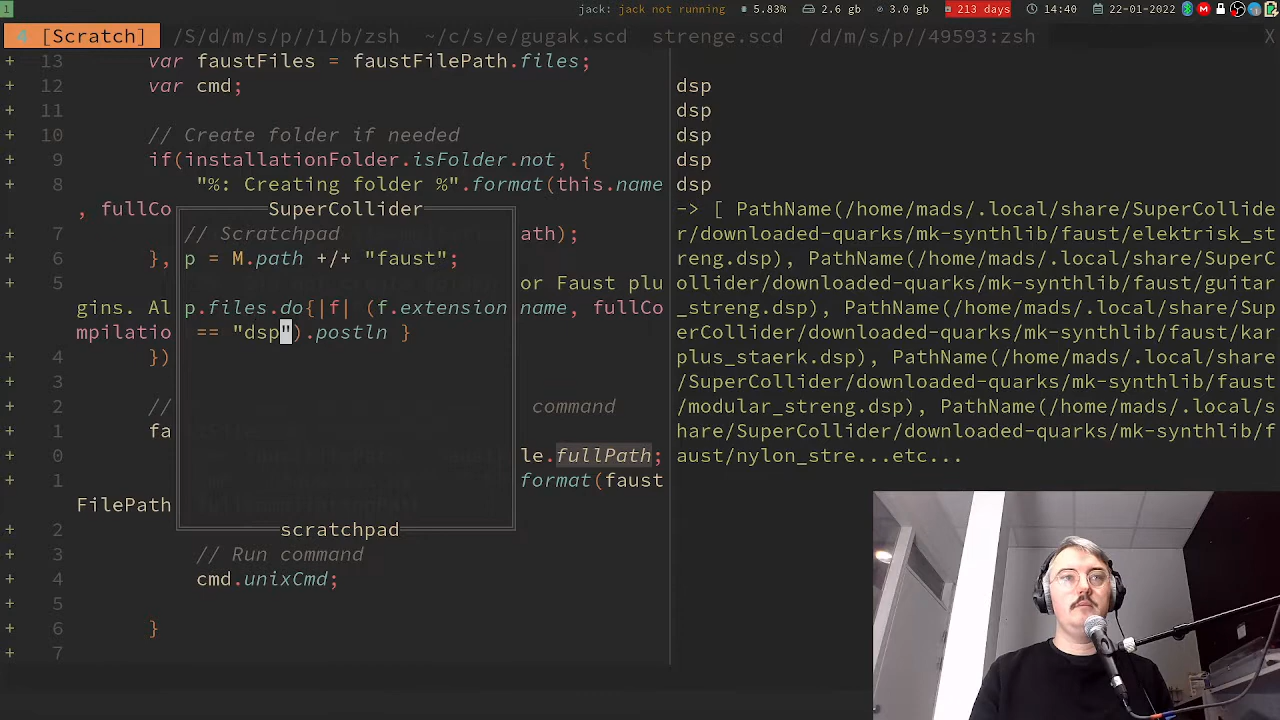 1 jack: jack not running 5.83% 2.6 gb 3.0 gb 213 days 14:40 22-01-2022
4 [Scratch] /S/d/m/s/p//1/b/zsh ~/c/s/e/gugak.scd strenge.scd /d/m/s/p//49593:zsh X
+ 13 var faustFiles = faustFilePath.files;
+ 12 var cmd;
+ 11
+ 10 // Create folder if needed
+ 9 if(installationFolder.isFolder.not, {
+ 8 "%: Creating folder %".format(this.name
, fullCo
+ 7 ath);
+ 6 },
+ 5 or Faust plu
gins. Al name, fullCo
mpilatio
+ 4 })
+ 3
+ 2 // command
+ 1 fa
+ 0 le.fullPath;
+ 1 format(faust
FilePath
+ 2
+ 3 // Run command
+ 4 cmd.unixCmd;
+ 5
+ 6 }
+ 7
SuperCollider
// Scratchpad
p = M.path +/+ "faust";
p.files.do{|f| (f.extension
== "dsp").postln }
scratchpad
dsp
dsp
dsp
dsp
dsp
-> [ PathName(/home/mads/.local/share/SuperCollide
r/downloaded-quarks/mk-synthlib/faust/elektrisk_st
reng.dsp), PathName(/home/mads/.local/share/SuperC
ollider/downloaded-quarks/mk-synthlib/faust/guitar
_streng.dsp), PathName(/home/mads/.local/share/Sup
erCollider/downloaded-quarks/mk-synthlib/faust/kar
plus_staerk.dsp), PathName(/home/mads/.local/share
/SuperCollider/downloaded-quarks/mk-synthlib/faust
/modular_streng.dsp), PathName(/home/mads/.local/s
hare/SuperCollider/downloaded-quarks/mk-synthlib/f
aust/nylon_stre...etc...